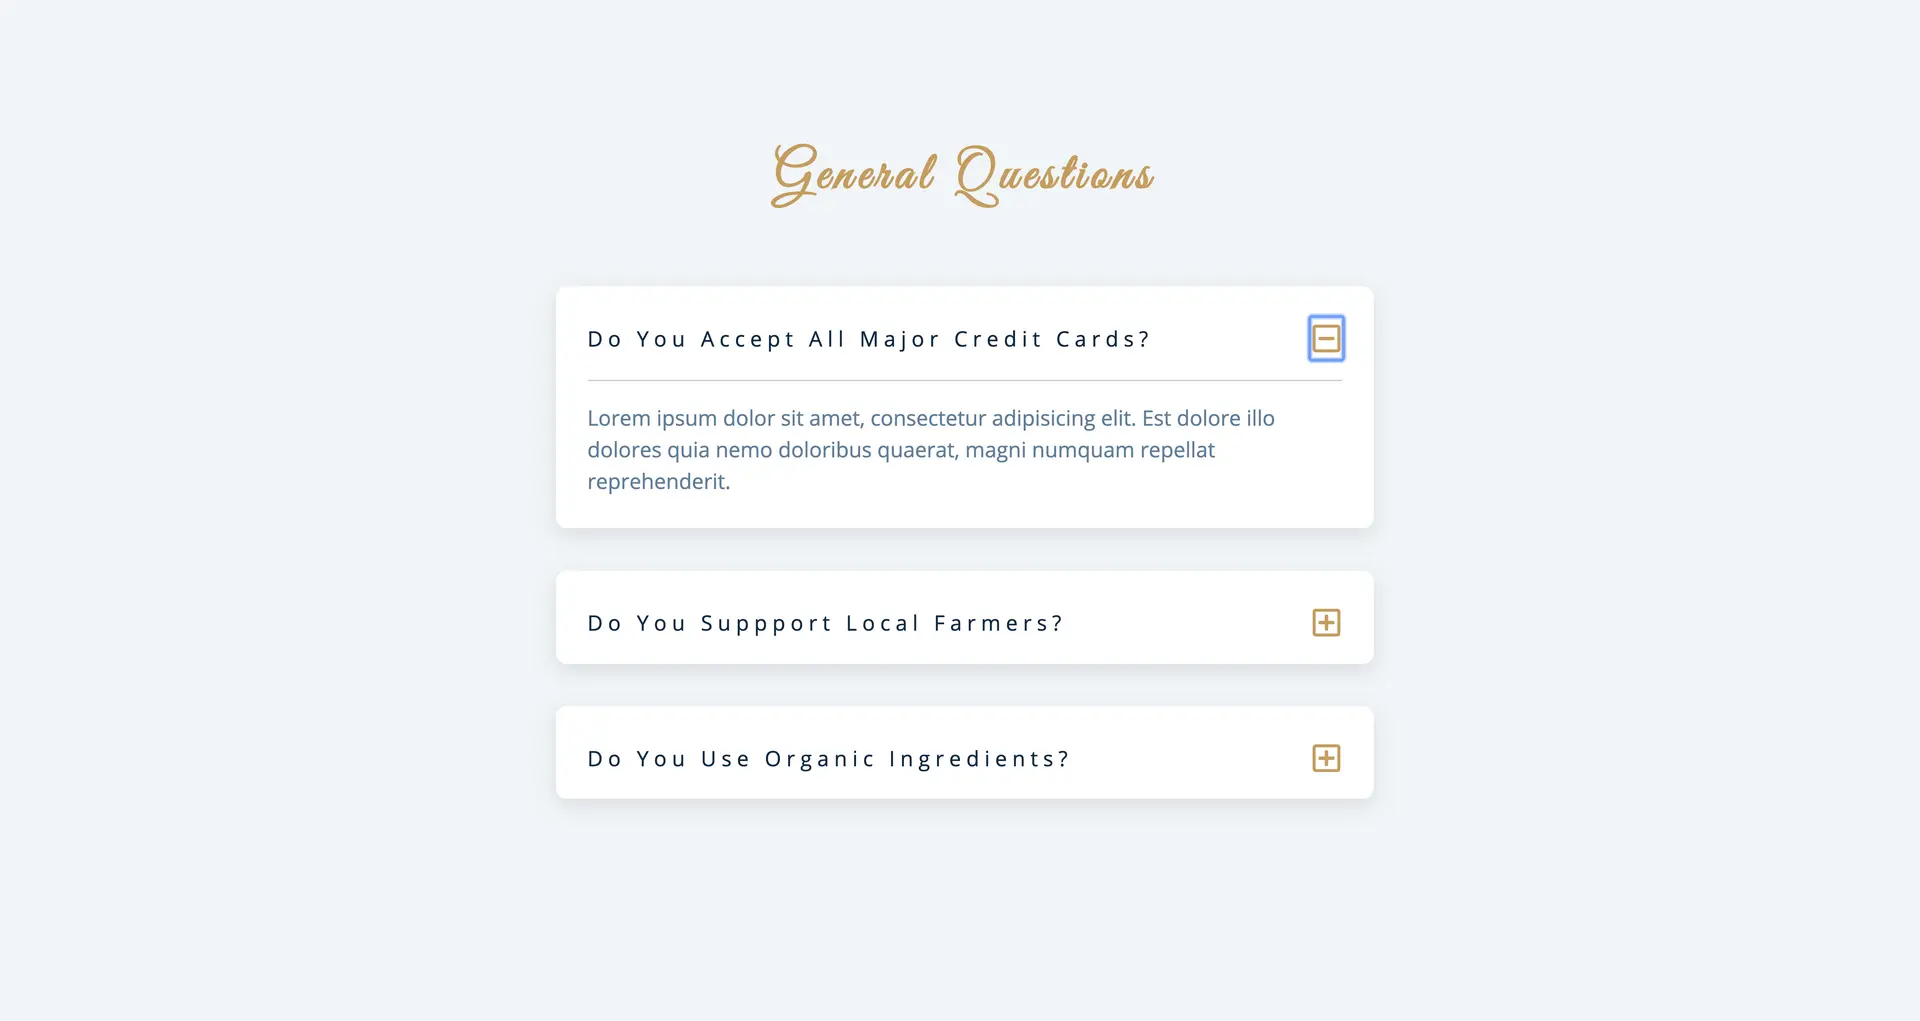 General Questions
Do You Accept All Major Credit Cards?
Lorem ipsum dolor sit amet, consectetur adipisicing elit. Est dolore illo
dolores quia nemo doloribus quaerat, magni numquam repellat
reprehenderit.
Do You Suppport Local Farmers?
Do You Use Organic Ingredients?